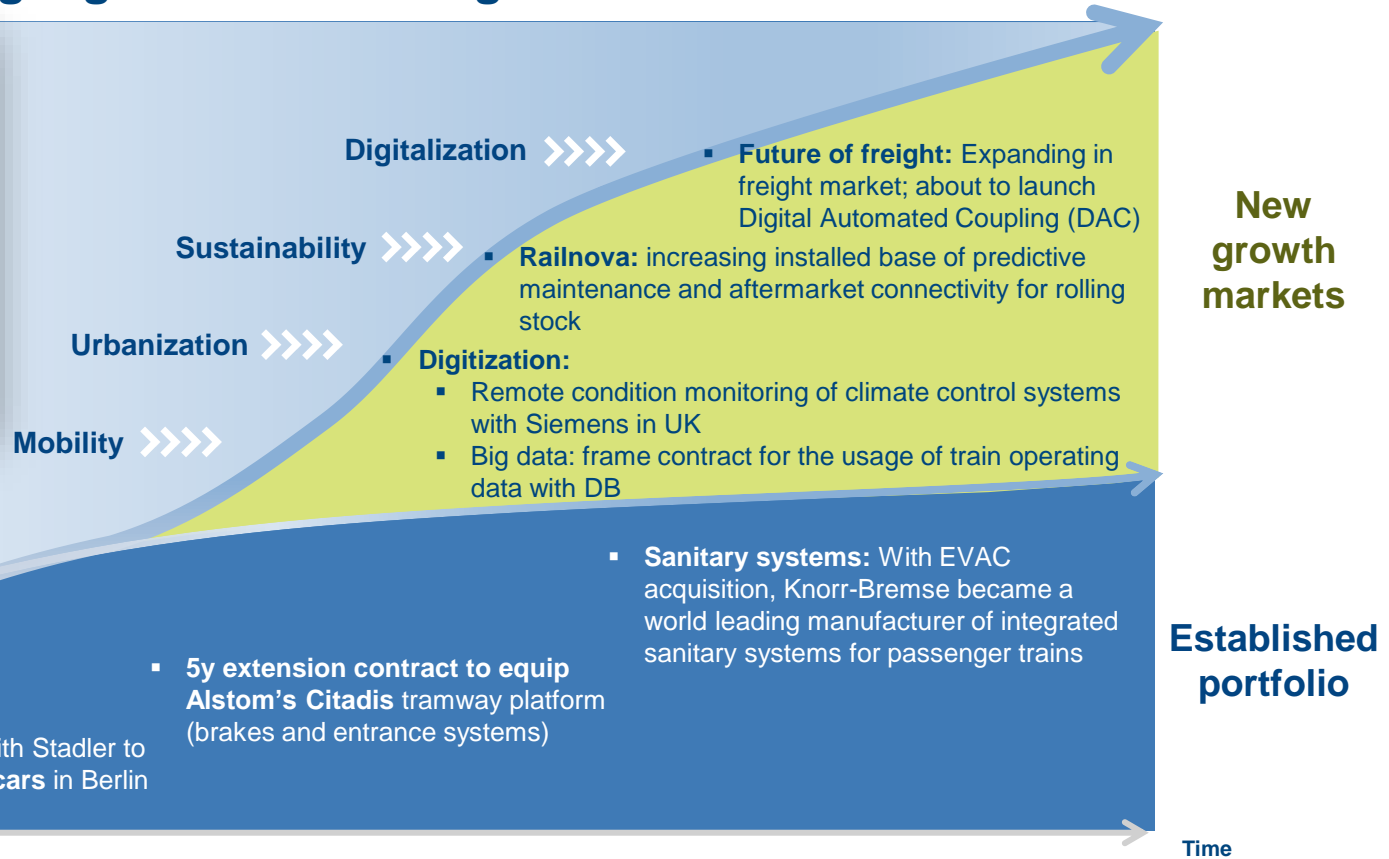 Digitalization
▪ Future of freight: Expanding in
freight market; about to launch
Digital Automated Coupling (DAC)
Sustainability
▪ Railnova: increasing installed base of predictive
maintenance and aftermarket connectivity for rolling
stock
Urbanization
▪ Digitization:
▪ Remote condition monitoring of climate control systems
with Siemens in UK
▪ Big data: frame contract for the usage of train operating
data with DB
Mobility
New
growth
markets
▪ Sanitary systems: With EVAC
acquisition, Knorr-Bremse became a
world leading manufacturer of integrated
sanitary systems for passenger trains
▪ 5y extension contract to equip
Alstom's Citadis tramway platform
(brakes and entrance systems)
Stadler to
cars in Berlin
Established
portfolio
Time